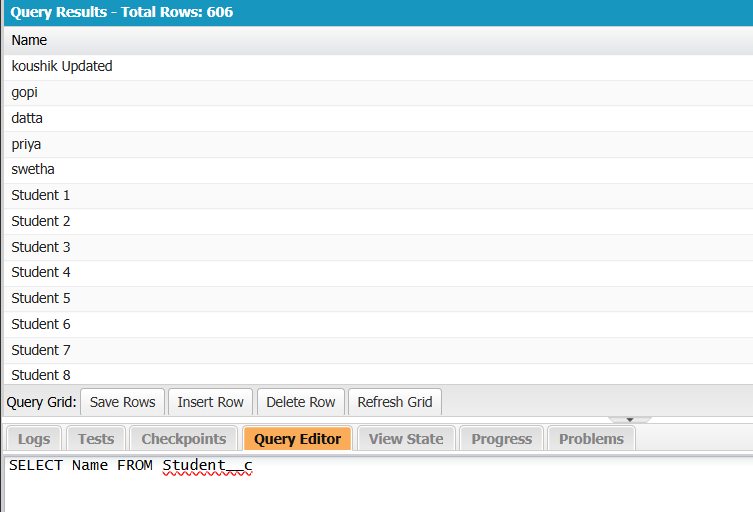 Query Results - Total Rows: 606
Name
koushik Updated
gopi
datta
priya
swetha
Student 1
Student 2
Student 3
Student 4
Student 5
Student 6
Student 7
Student 8
Query Grid: Save Rows Insert Row Delete Row Refresh Grid
Logs Tests Checkpoints Query Editor View State Progress Problems
SELECT Name FROM Student__c